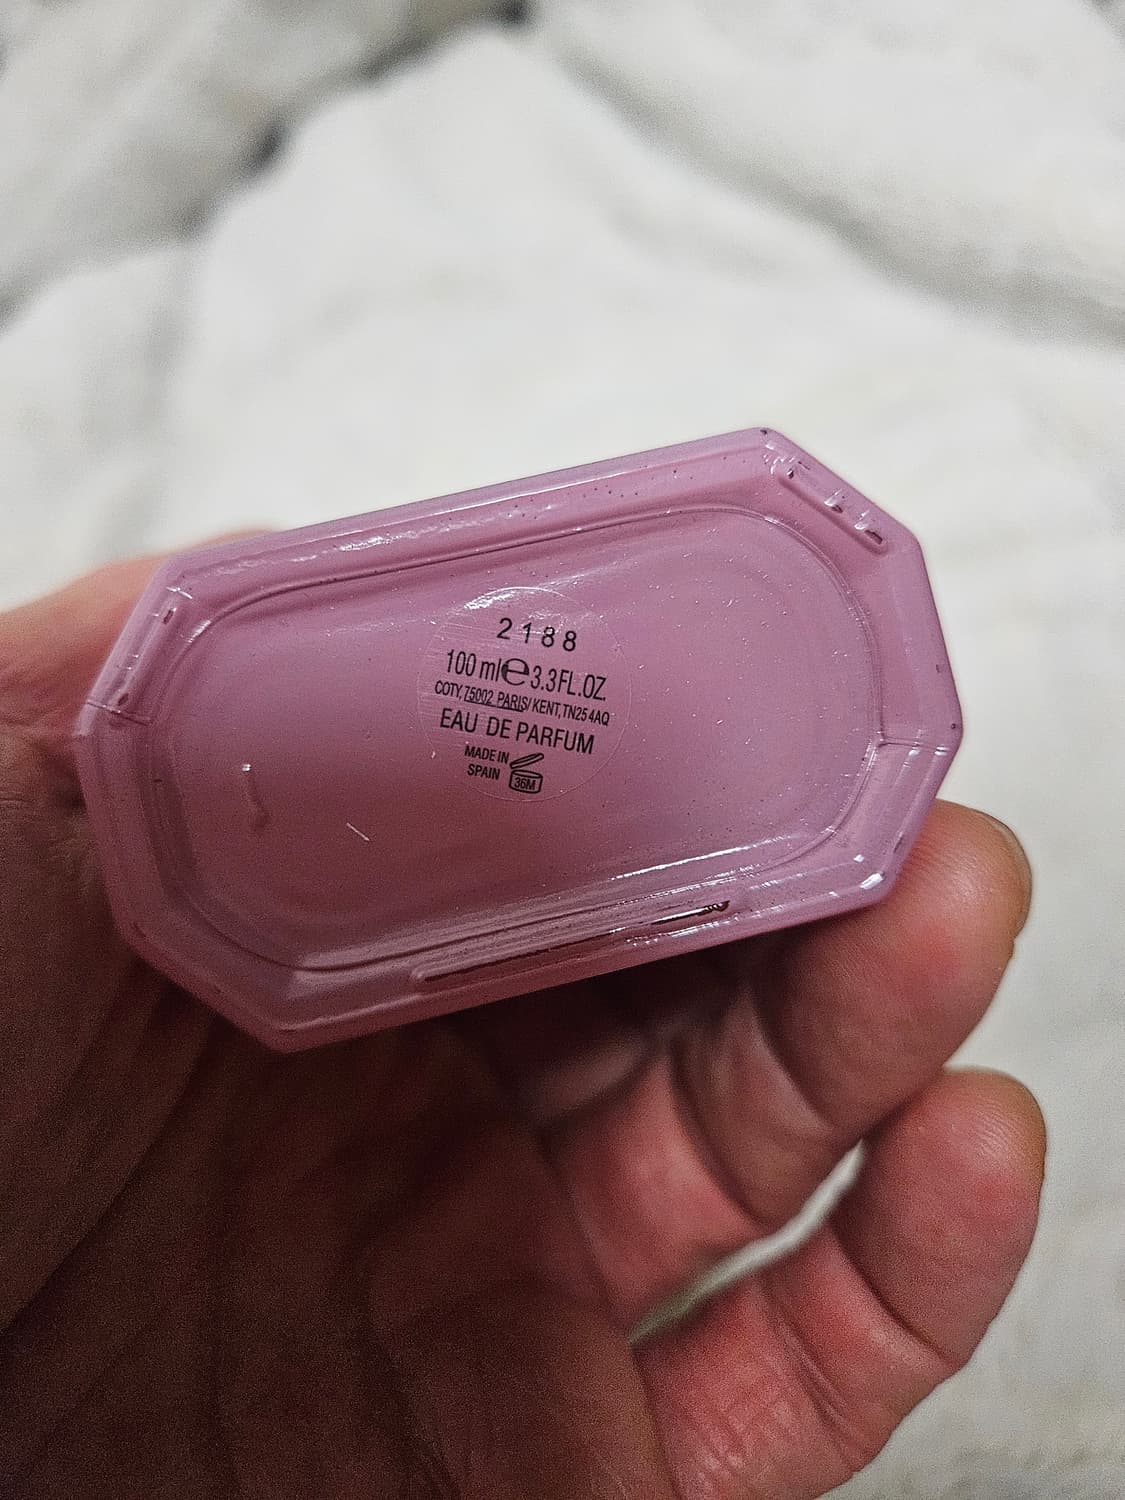 2188
100 ml e 3.3FL.OZ.
COTY, 75002 PARIS/ KENT, TN25 4AQ
EAU DE PARFUM
MADE IN
SPAIN 36M